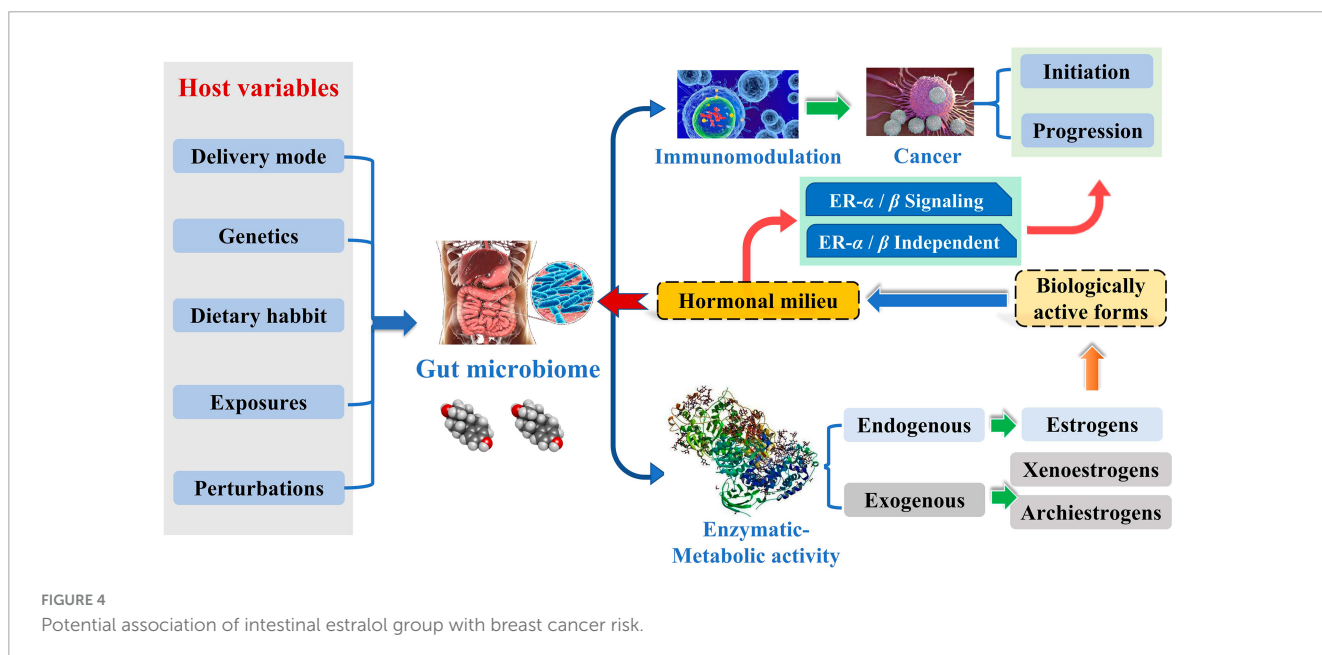 Host variables
Delivery mode
Genetics
Dietary habbit
Exposures
Perturbations
Gut microbiome
Immunomodulation
Cancer
Initiation
Progression
ER-α / β Signaling
ER-α / β Independent
Hormonal milieu
Biologically
active forms
Enzymatic-
Metabolic activity
Endogenous
Exogenous
Estrogens
Xenoestrogens
Archiestrogens
FIGURE 4
Potential association of intestinal estralol group with breast cancer risk.